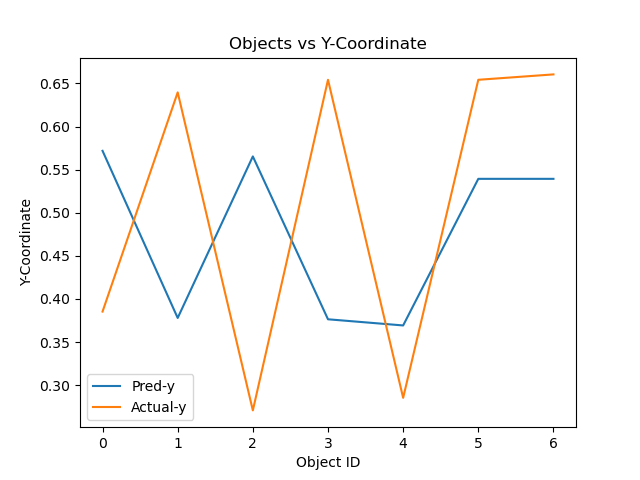 Objects vs Y-Coordinate
0.65
0.60
0.55
0.50
0.45
0.40
0.35
0.30
Y-Coordinate
Pred-y
Actual-y
0 1 2 3 4 5 6
Object ID